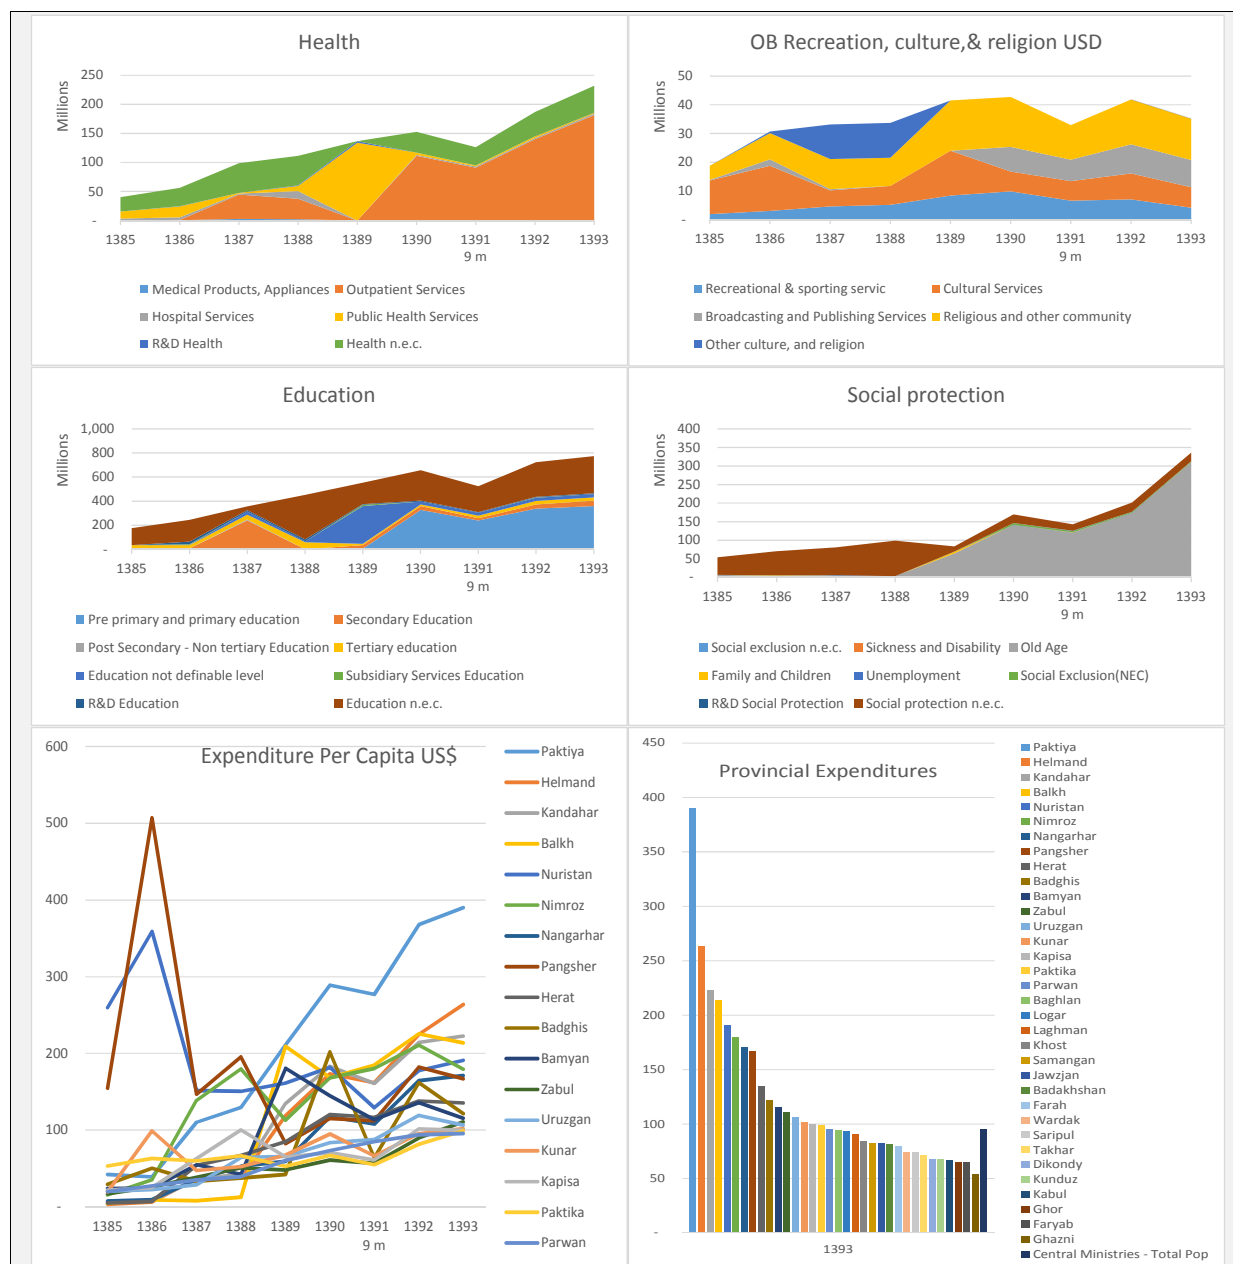 Health
Millions
250
200
150
100
50
-
1385 1386 1387 1388 1389 1390 1391 1392 1393
9 m
Medical Products, Appliances Outpatient Services
Hospital Services Public Health Services
R&D Health Health n.e.c.
OB Recreation, culture,& religion USD
Millions
50
40
30
20
10
-
1385 1386 1387 1388 1389 1390 1391 1392 1393
9 m
Recreational & sporting servic Cultural Services
Broadcasting and Publishing Services Religious and other community
Other culture, and religion
Education
Millions
1,000
800
600
400
200
-
1385 1386 1387 1388 1389 1390 1391 1392 1393
9 m
Pre primary and primary education Secondary Education
Post Secondary - Non tertiary Education Tertiary education
Education not definable level Subsidiary Services Education
R&D Education Education n.e.c.
Social protection
Millions
400
350
300
250
200
150
100
50
-
1385 1386 1387 1388 1389 1390 1391 1392 1393
9 m
Social exclusion n.e.c. Sickness and Disability Old Age
Family and Children Unemployment Social Exclusion(NEC)
R&D Social Protection Social protection n.e.c.
Expenditure Per Capita US$
600
500
400
300
200
100
-
1385 1386 1387 1388 1389 1390 1391 1392 1393
9 m
Paktiya
Helmand
Kandahar
Balkh
Nuristan
Nimroz
Nangarhar
Pangsher
Herat
Badghis
Bamyan
Zabul
Uruzgan
Kunar
Kapisa
Paktika
Parwan
Provincial Expenditures
450
400
350
300
250
200
150
100
50
-
1393
Paktiya
Helmand
Kandahar
Balkh
Nuristan
Nimroz
Nangarhar
Pangsher
Herat
Badghis
Bamyan
Zabul
Uruzgan
Kunar
Kapisa
Paktika
Parwan
Baghlan
Logar
Laghman
Khost
Samangan
Jawzjan
Badakhshan
Farah
Wardak
Saripul
Takhar
Dikondy
Kunduz
Kabul
Ghor
Faryab
Ghazni
Central Ministries - Total Pop